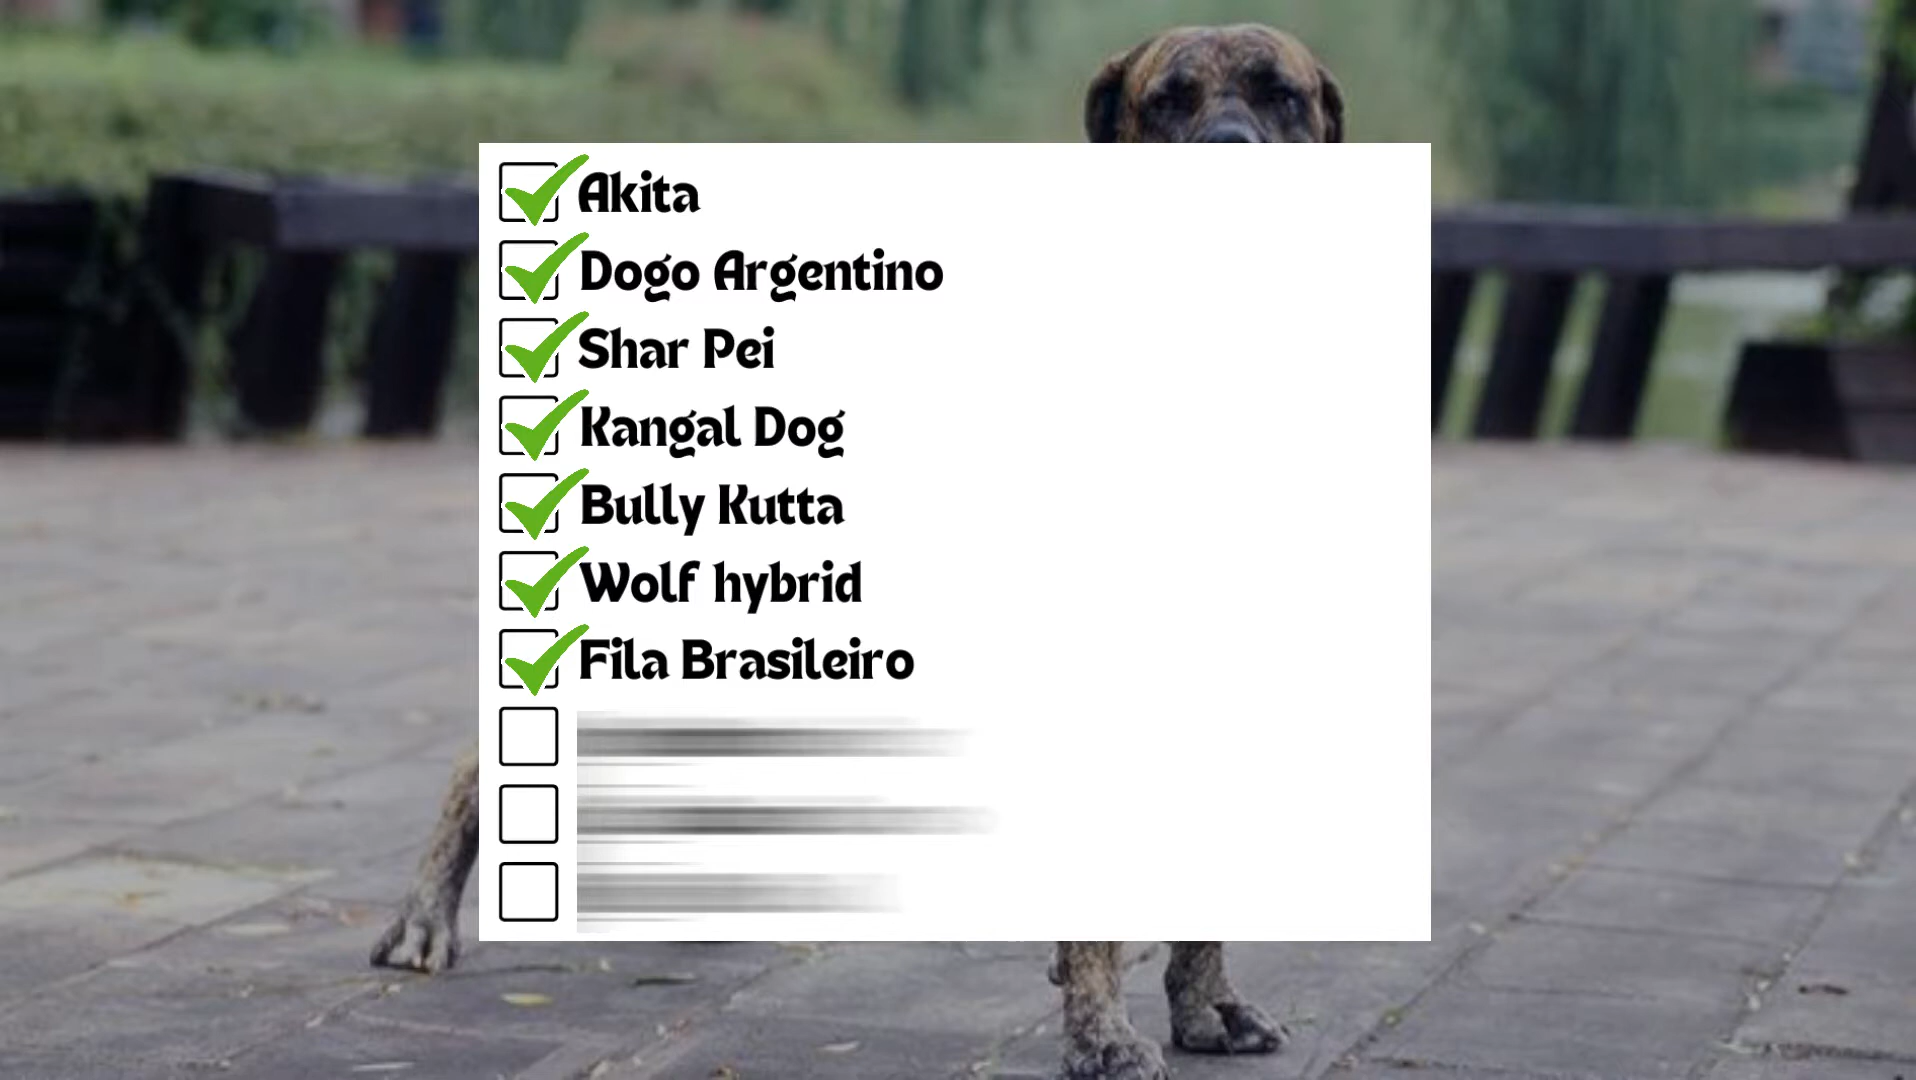 Akita
Dogo Argentino
Shar Pei
Kangal Dog
Bully Kutta
Wolf hybrid
Fila Brasileiro